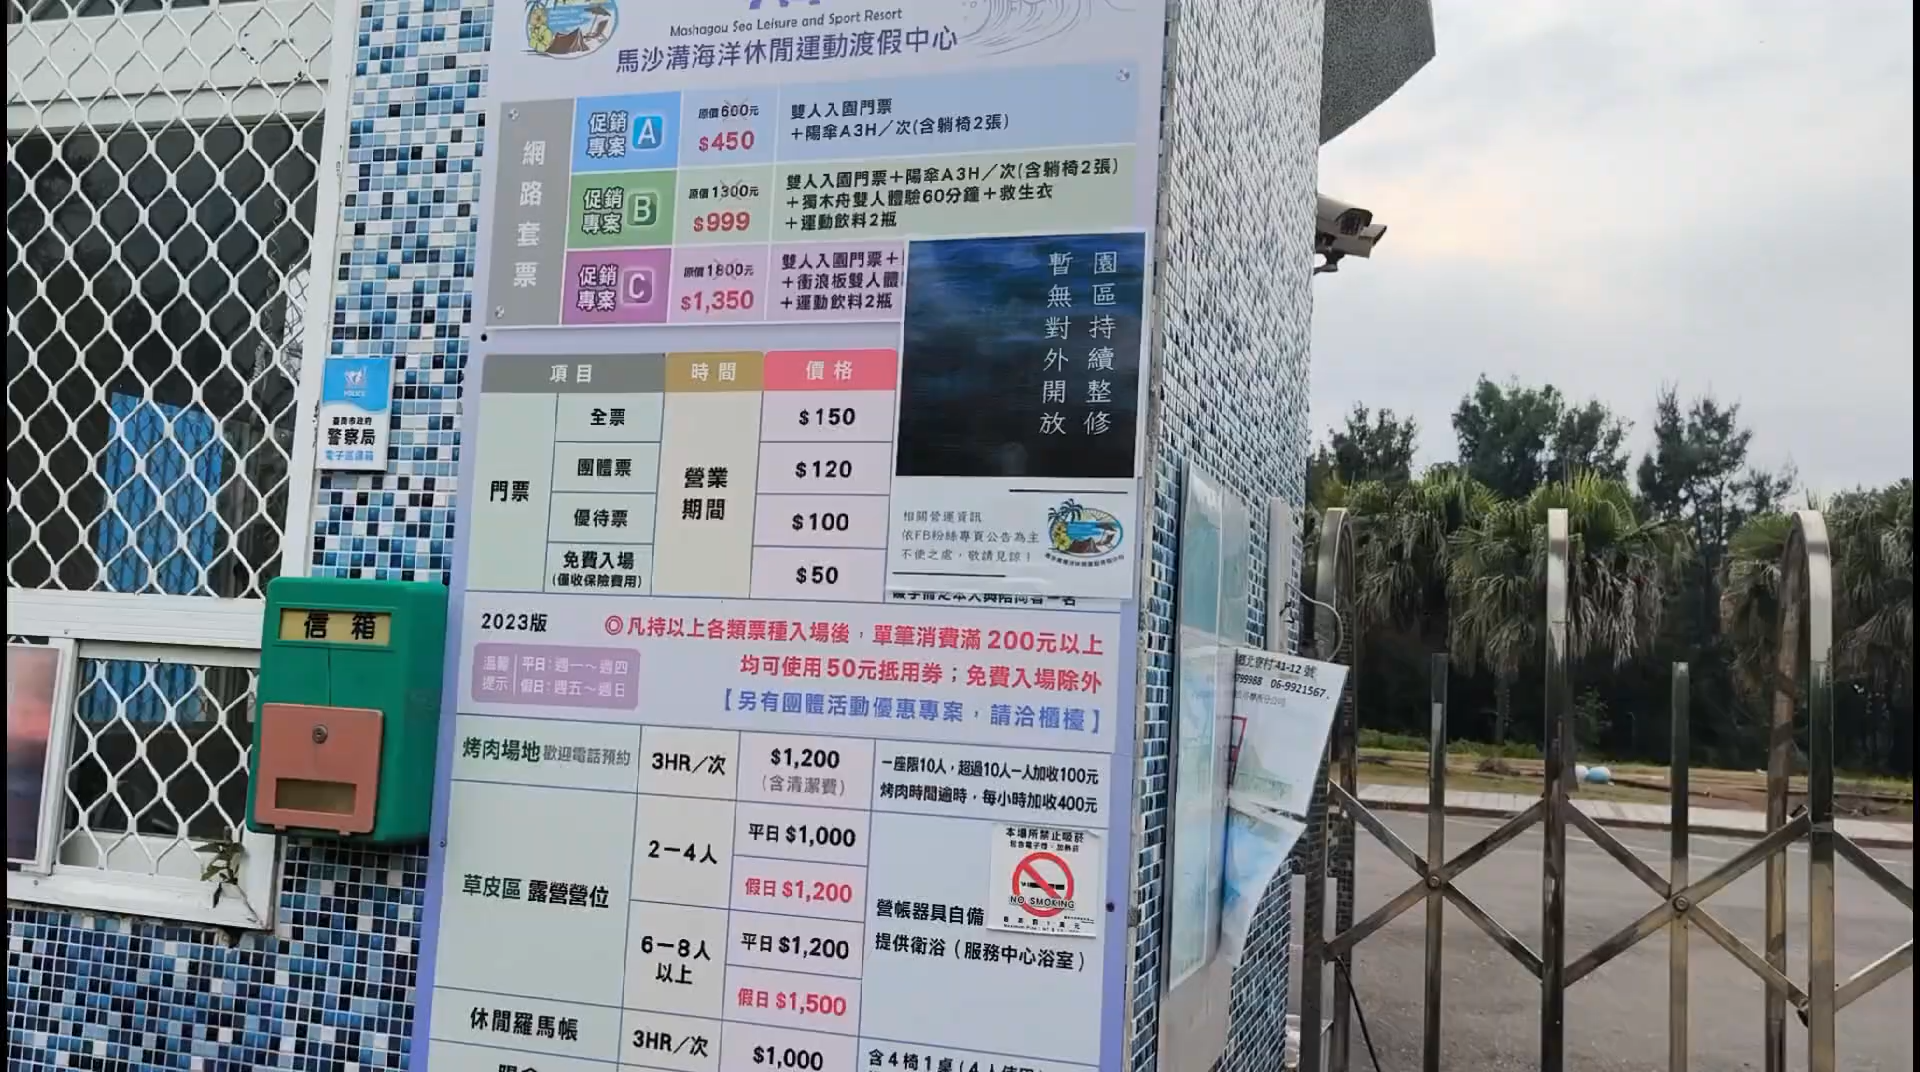 Mashagou Sea Leisure and Sport Resort
馬沙溝海洋休閒運動渡假中心
網路套票
促銷專案 A
原價600元
$450
雙人入園門票
+陽傘A3H/次(含躺椅2張)
促銷專案 B
原價1300元
$999
雙人入園門票+陽傘A3H/次(含躺椅2張)
+獨木舟雙人體驗60分鐘+救生衣
+運動飲料2瓶
促銷專案 C
原價1800元
$1,350
雙人入園門票+
+衝浪板雙人體
+運動飲料2瓶
園區持續整修
暫無對外開放
相關營運資訊
依FB粉絲專頁公告為主
不便之處,敬請見諒!
項目 時間 價格
門票
全票
$150
團體票
$120
優待票
$100
免費入場
(僅收保險費用)
$50
營業
期間
2023版
◎凡持以上各類票種入場後,單筆消費滿200元以上
均可使用50元抵用券;免費入場除外
溫馨提示
平日:週一~週四
假日:週五~週日
【另有團體活動優惠專案,請洽櫃檯】
烤肉場地 歡迎電話預約
3HR/次
$1,200
(含清潔費)
一座限10人,超過10人一人加收100元
烤肉時間逾時,每小時加收400元
草皮區 露營營位
2-4人
平日 $1,000
假日 $1,200
6-8人
以上
平日 $1,200
假日 $1,500
營帳器具自備
提供衛浴(服務中心浴室)
本場所禁止吸菸
NO SMOKING
休閒羅馬帳
3HR/次
$1,000
含4椅1桌
POLICE
臺南市政府
警察局
電子巡邏箱
信箱
41-12 號
06-9921567